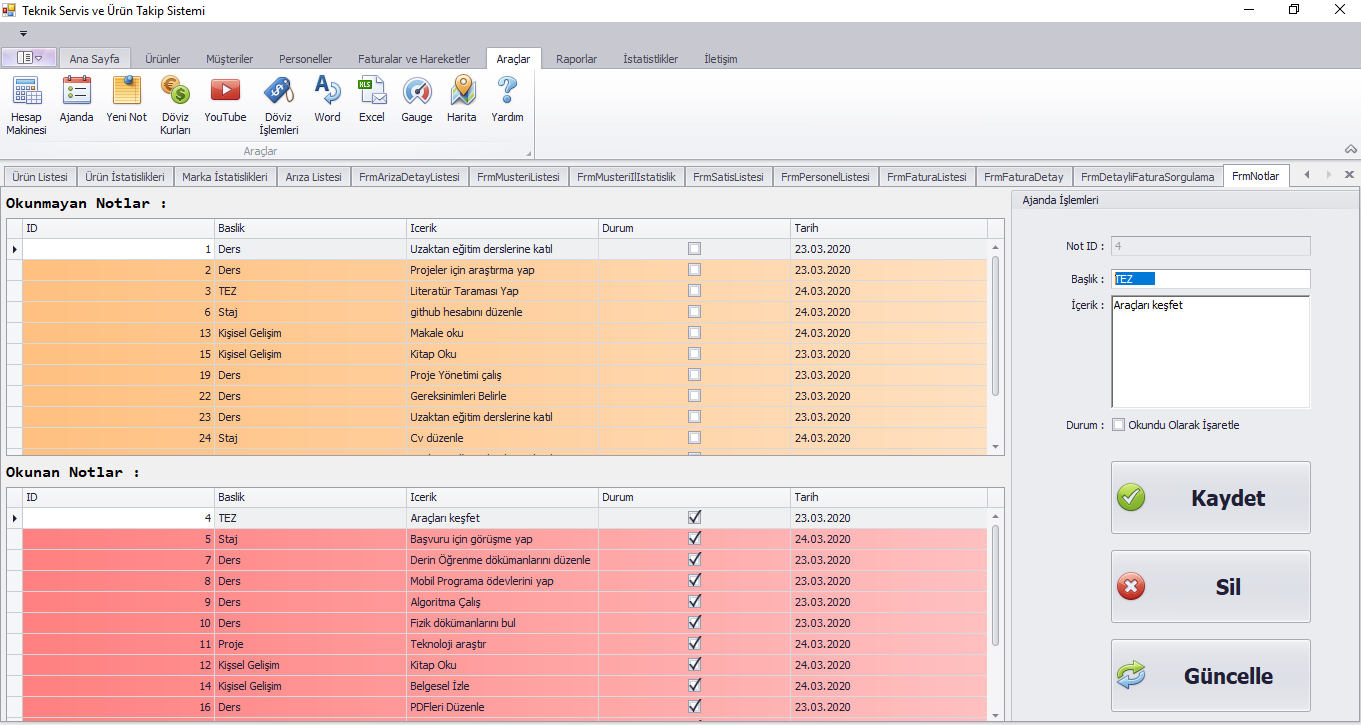 Teknik Servis ve Ürün Takip Sistemi
Ana Sayfa Ürünler Müşteriler Personeller Faturalar ve Hareketler Araçlar Raporlar İstatistlikler İletişim
Hesap Makinesi Ajanda Yeni Not Döviz Kurları YouTube Döviz İşlemleri Word XLS Excel Gauge Harita Yardım
Araçlar
Ürün Listesi Ürün İstatislikleri Marka İstatislikleri Arıza Listesi FrmArizaDetayListesi FrmMusteriListesi FrmMusteriIlIstatislik FrmSatisListesi FrmPersonelListesi FrmFaturaListesi FrmFaturaDetay FrmDetayliFaturaSorgulama FrmNotlar
Okunmayan Notlar :
ID Baslik Icerik Durum Tarih
1 Ders Uzaktan eğitim derslerine katıl 23.03.2020
2 Ders Projeler için araştırma yap 23.03.2020
3 TEZ Literatür Taraması Yap 24.03.2020
6 Staj github hesabını düzenle 24.03.2020
13 Kişisel Gelişim Makale oku 24.03.2020
15 Kişisel Gelişim Kitap Oku 24.03.2020
19 Ders Proje Yönetimi çalış 23.03.2020
22 Ders Gereksinimleri Belirle 23.03.2020
23 Ders Uzaktan eğitim derslerine katıl 23.03.2020
24 Staj Cv düzenle 24.03.2020
Okunan Notlar :
ID Baslik Icerik Durum Tarih
4 TEZ Araçları keşfet 23.03.2020
5 Staj Başvuru için görüşme yap 24.03.2020
7 Ders Derin Öğrenme dökümanlarını düzenle 23.03.2020
8 Ders Mobil Programa ödevlerini yap 23.03.2020
9 Ders Algoritma Çalış 23.03.2020
10 Ders Fizik dökümanlarını bul 23.03.2020
11 Proje Teknoloji araştır 24.03.2020
12 Kişsel Gelişim Kitap Oku 24.03.2020
14 Kişisel Gelişim Belgesel İzle 24.03.2020
16 Ders PDFleri Düzenle 23.03.2020
Ajanda İşlemleri
Not ID : 4
Başlık : TEZ
İçerik : Araçları keşfet
Durum : Okundu Olarak İşaretle
Kaydet
Sil
Güncelle